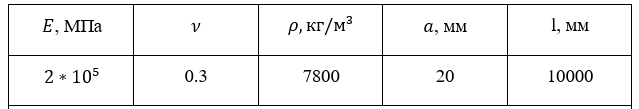 E, МПа ν ρ, кг/м³ a, мм l, мм
2 * 10⁵ 0.3 7800 20 10000